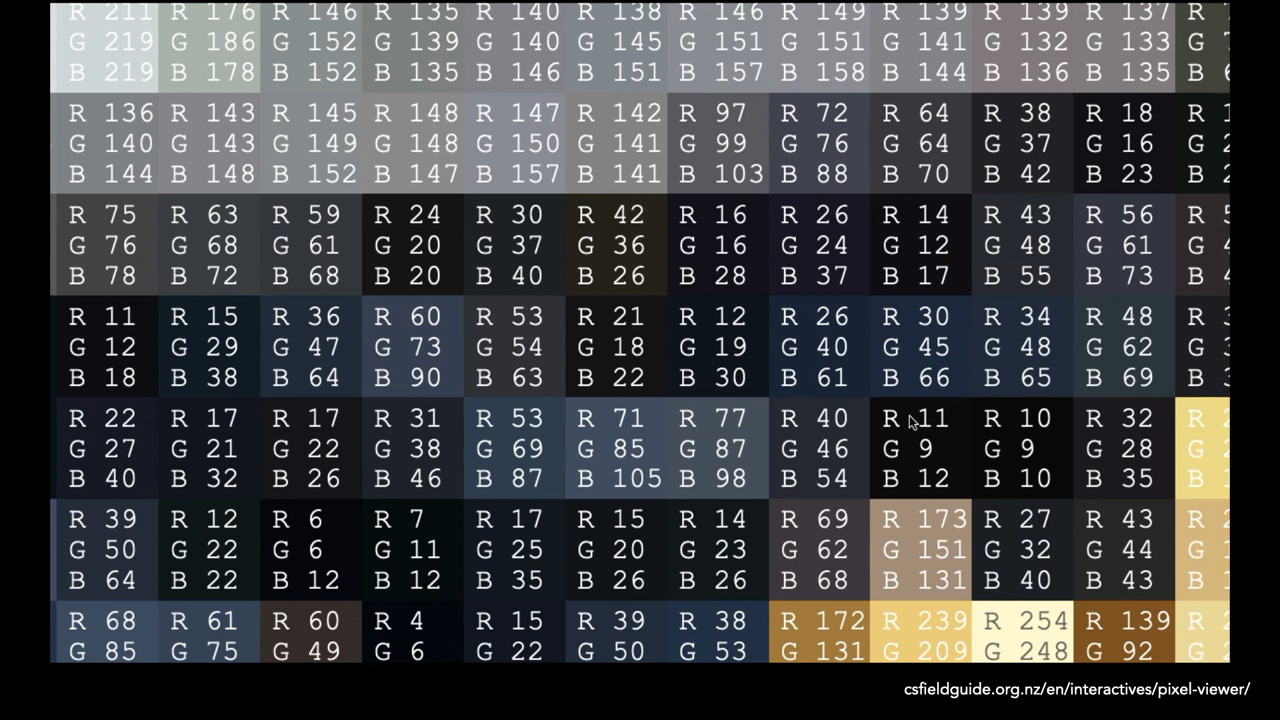 R 211 R 176 R 146 R 135 R 140 R 138 R 146 R 149 R 139 R 139 R 137 R
G 219 G 186 G 152 G 139 G 140 G 145 G 151 G 151 G 141 G 132 G 133 G
B 219 B 178 B 152 B 135 B 146 B 151 B 157 B 158 B 144 B 136 B 135 B
R 136 R 143 R 145 R 148 R 147 R 142 R 97 R 72 R 64 R 38 R 18 R
G 140 G 143 G 149 G 148 G 150 G 141 G 99 G 76 G 64 G 37 G 16 G
B 144 B 148 B 152 B 147 B 157 B 141 B 103 B 88 B 70 B 42 B 23 B
R 75 R 63 R 59 R 24 R 30 R 42 R 16 R 26 R 14 R 43 R 56 R
G 76 G 68 G 61 G 20 G 37 G 36 G 16 G 24 G 12 G 48 G 61 G
B 78 B 72 B 68 B 20 B 40 B 26 B 28 B 37 B 17 B 55 B 73 B
R 11 R 15 R 36 R 60 R 53 R 21 R 12 R 26 R 30 R 34 R 48 R
G 12 G 29 G 47 G 73 G 54 G 18 G 19 G 40 G 45 G 48 G 62 G
B 18 B 38 B 64 B 90 B 63 B 22 B 30 B 61 B 66 B 65 B 69 B
R 22 R 17 R 17 R 31 R 53 R 71 R 77 R 40 R 11 R 10 R 32 R
G 27 G 21 G 22 G 38 G 69 G 85 G 87 G 46 G 9 G 9 G 28 G
B 40 B 32 B 26 B 46 B 87 B 105 B 98 B 54 B 12 B 10 B 35 B
R 39 R 12 R 6 R 7 R 17 R 15 R 14 R 69 R 173 R 27 R 43 R
G 50 G 22 G 6 G 11 G 25 G 20 G 23 G 62 G 151 G 32 G 44 G
B 64 B 22 B 12 B 12 B 35 B 26 B 26 B 68 B 131 B 40 B 43 B
R 68 R 61 R 60 R 4 R 15 R 39 R 38 R 172 R 239 R 254 R 139 R
G 85 G 75 G 49 G 6 G 22 G 50 G 53 G 131 G 209 G 248 G 92 G
csfieldguide.org.nz/en/interactives/pixel-viewer/